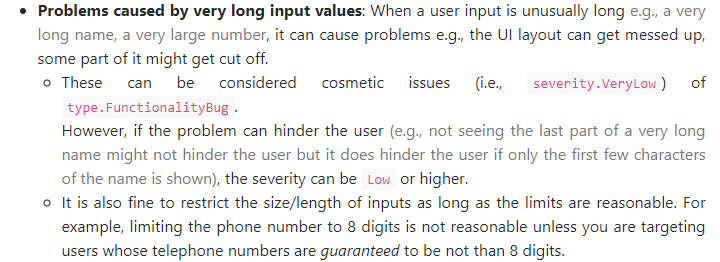 Problems caused by very long input values: When a user input is unusually long e.g., a very
long name, a very large number, it can cause problems e.g., the UI layout can get messed up,
some part of it might get cut off.
These can be considered cosmetic issues (i.e., severity.VeryLow ) of
type.FunctionalityBug .
However, if the problem can hinder the user (e.g., not seeing the last part of a very long
name might not hinder the user but it does hinder the user if only the first few characters
of the name is shown), the severity can be Low or higher.
It is also fine to restrict the size/length of inputs as long as the limits are reasonable. For
example, limiting the phone number to 8 digits is not reasonable unless you are targeting
users whose telephone numbers are guaranteed to be not than 8 digits.